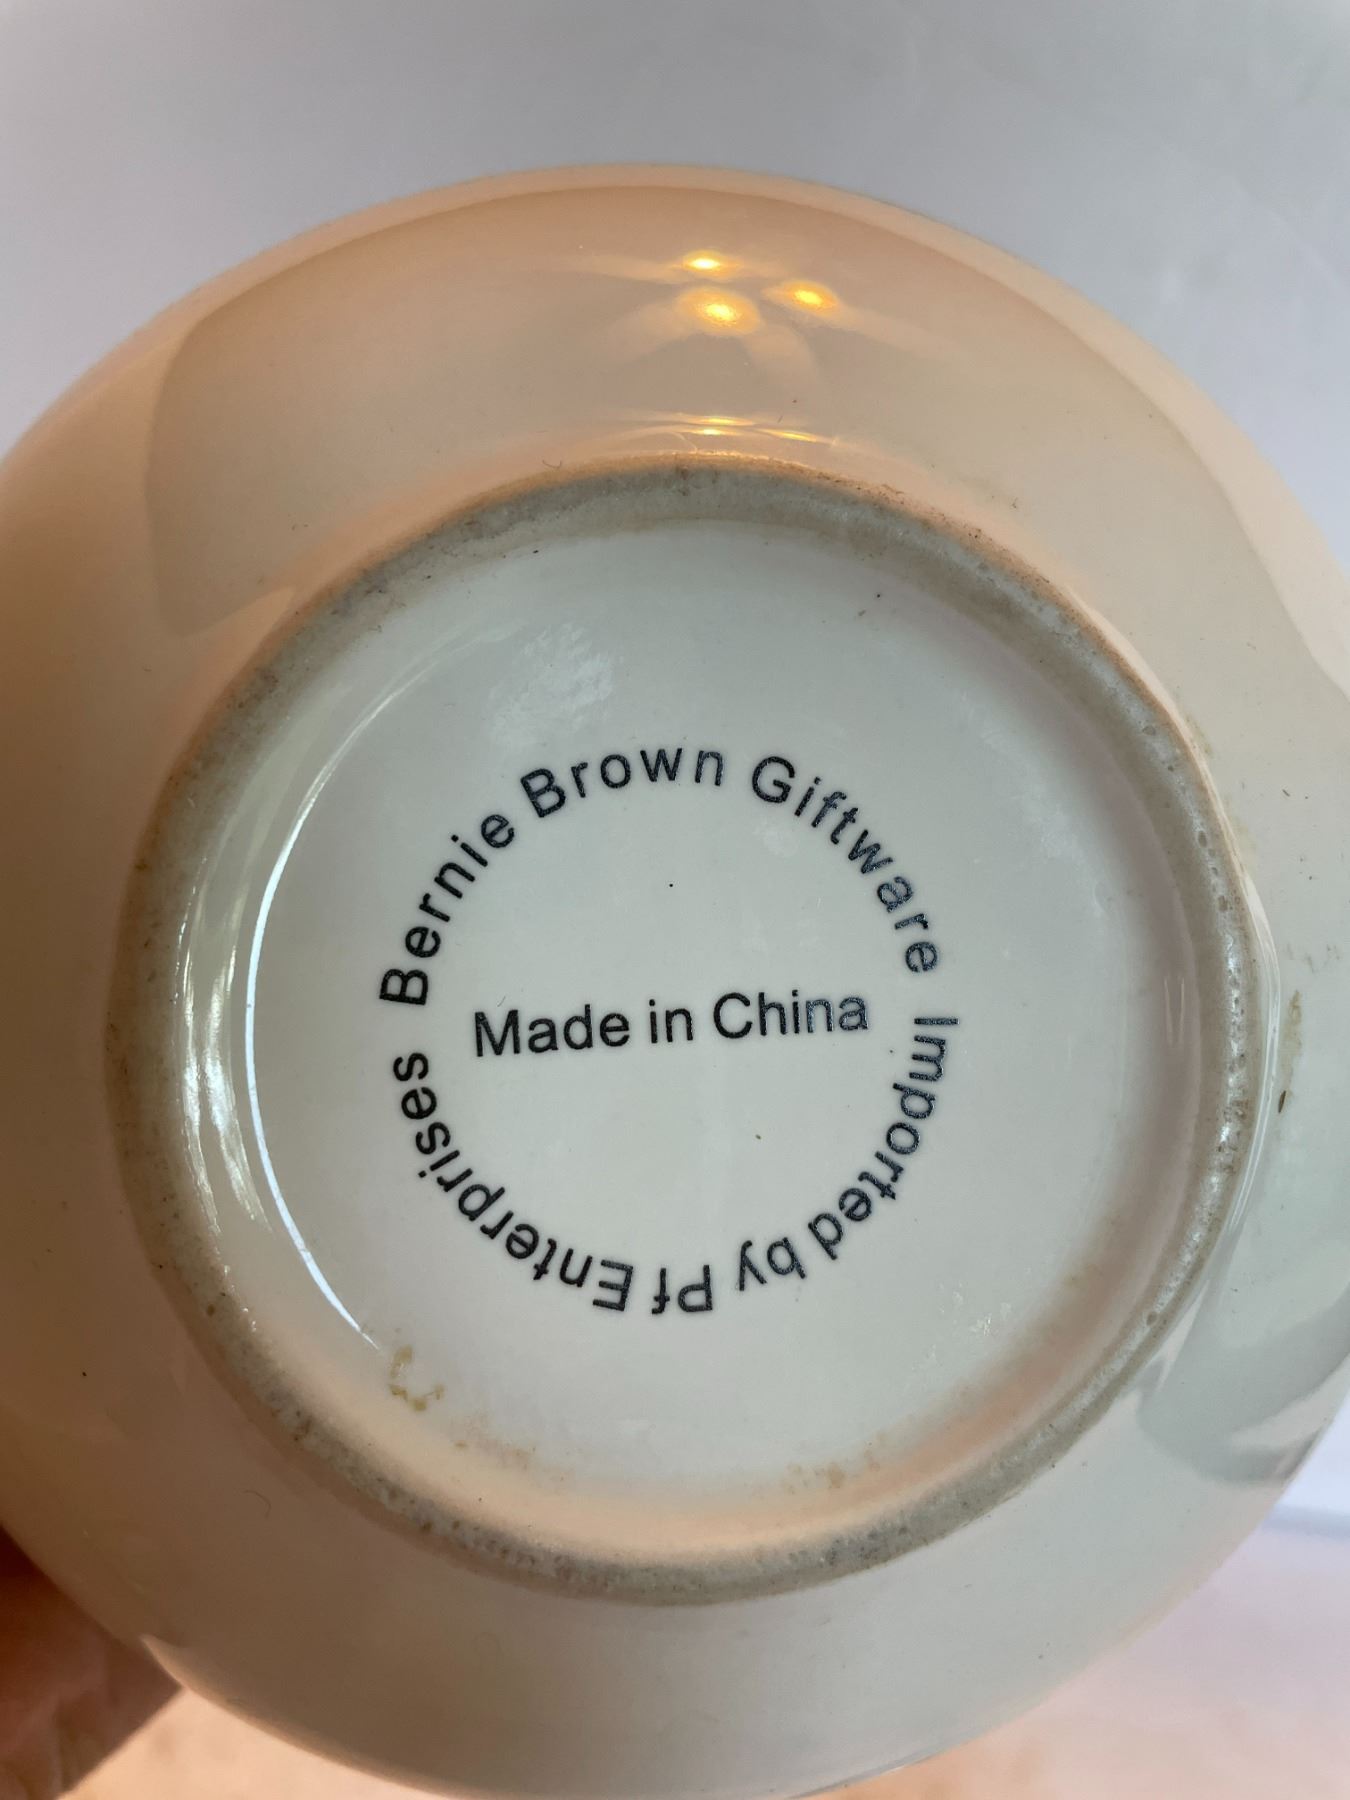 Bernie Brown Giftware Imported by Pf Enterprises
Made in China